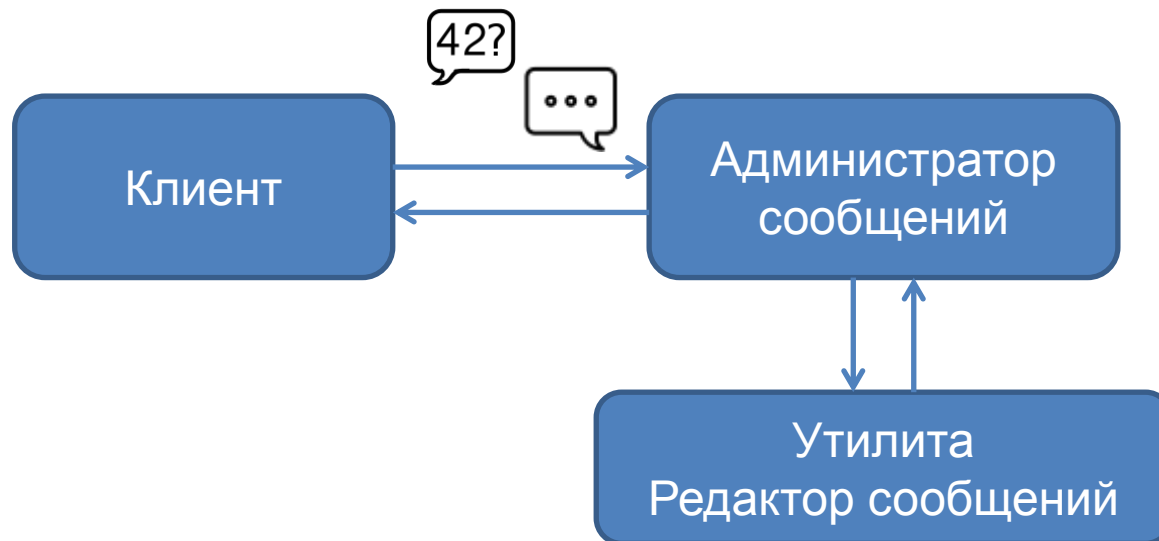 42?
Клиент
Администратор
сообщений
Утилита
Редактор сообщений